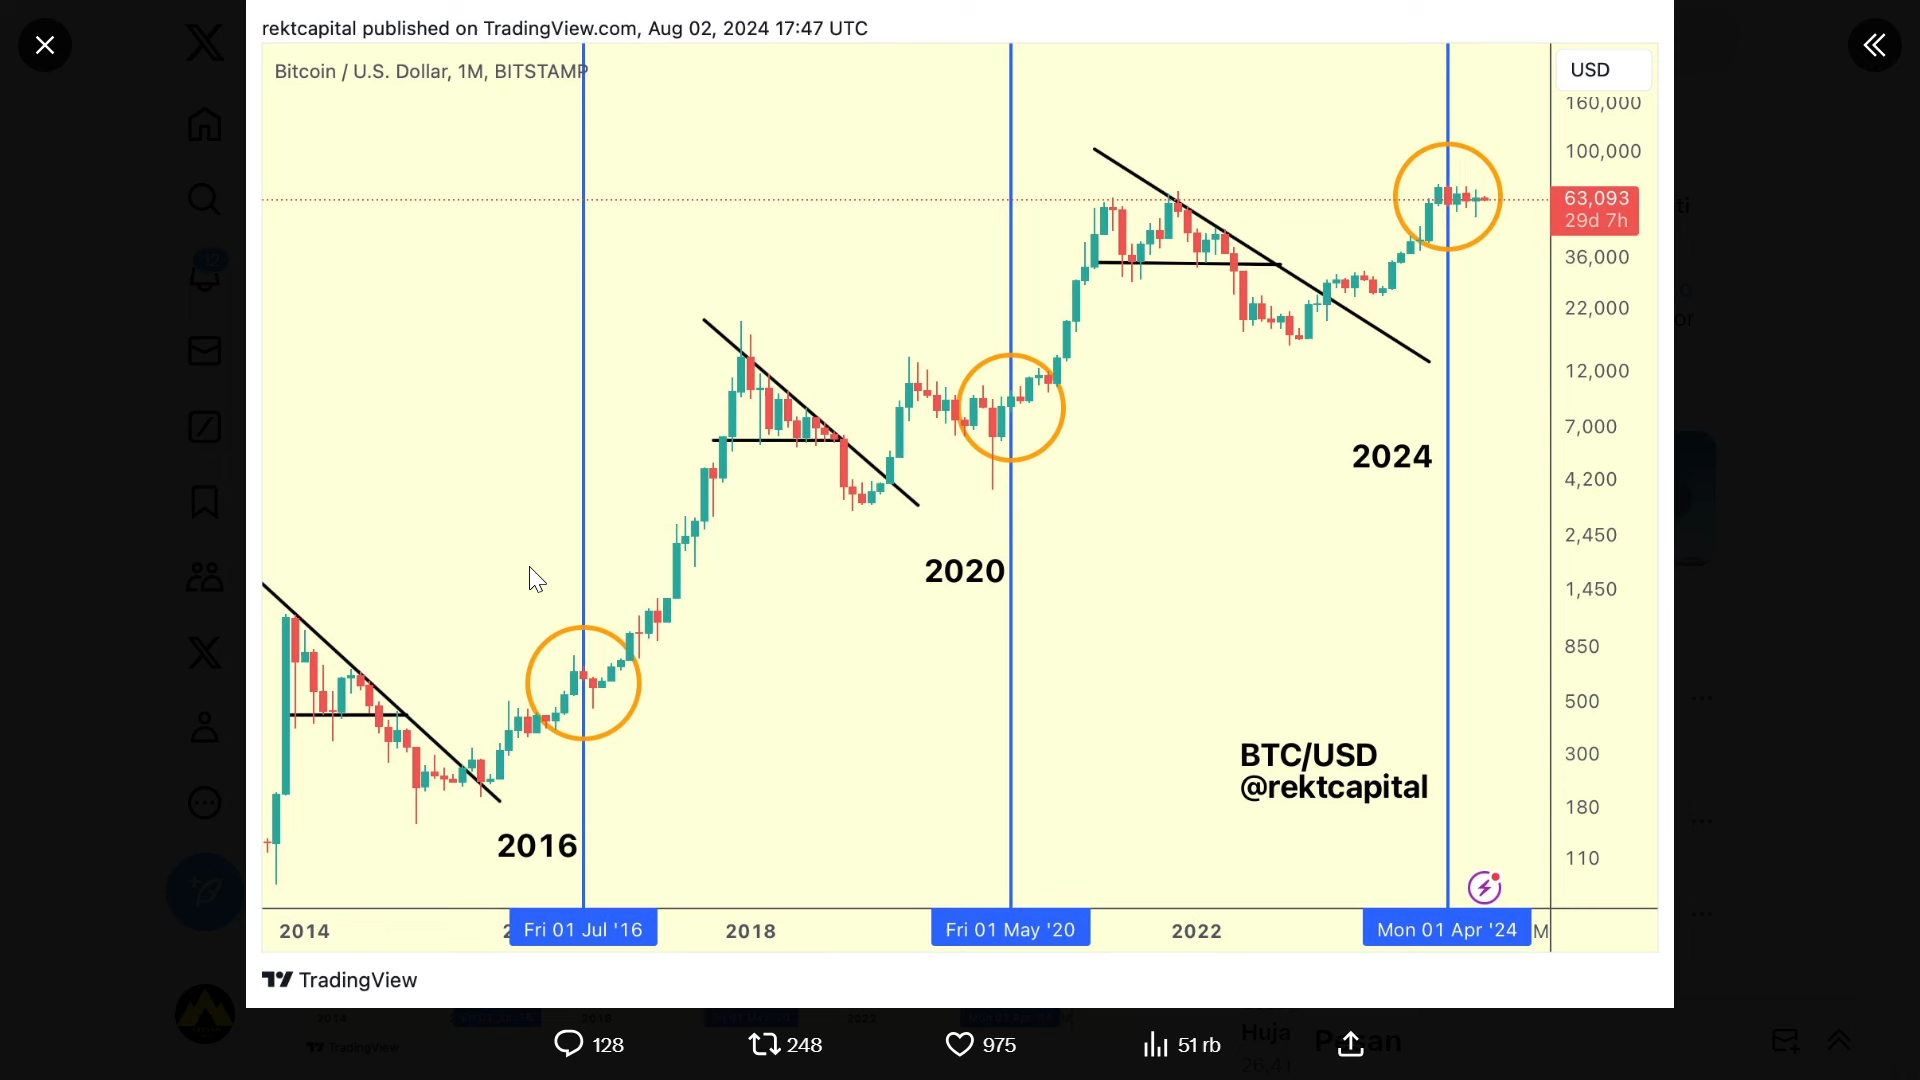 rektcapital published on TradingView.com, Aug 02, 2024 17:47 UTC
Bitcoin / U.S. Dollar, 1M, BITSTAMP
USD
160,000
100,000
63,093
29d 7h
36,000
22,000
12,000
7,000
4,200
2,450
1,450
850
500
300
180
110
2024
2020
2016
BTC/USD
@rektcapital
2014
Fri 01 Jul '16
2018
Fri 01 May '20
2022
Mon 01 Apr '24
M
TradingView
128
248
975
51 rb